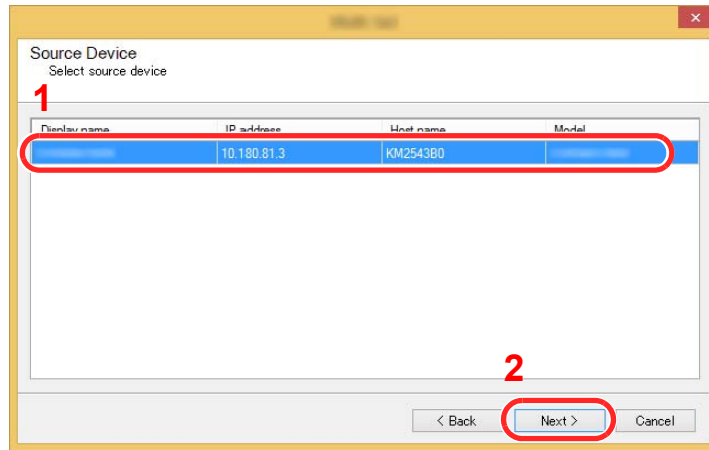 Source Device
Select source device
1
Display name IP address Host name Model
10.180.81.3 KM2543B0
2
< Back Next > Cancel